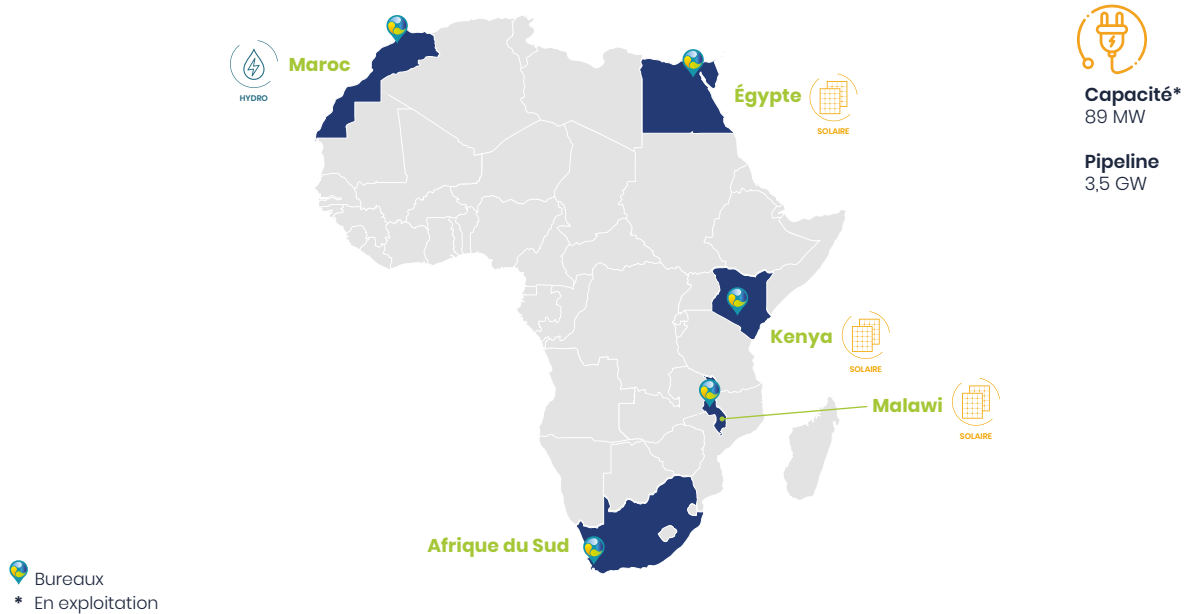 Maroc
HYDRO
Égypte
SOLAIRE
Capacité*
89 MW
Pipeline
3,5 GW
Kenya
SOLAIRE
Malawi
SOLAIRE
Afrique du Sud
Bureaux
* En exploitation